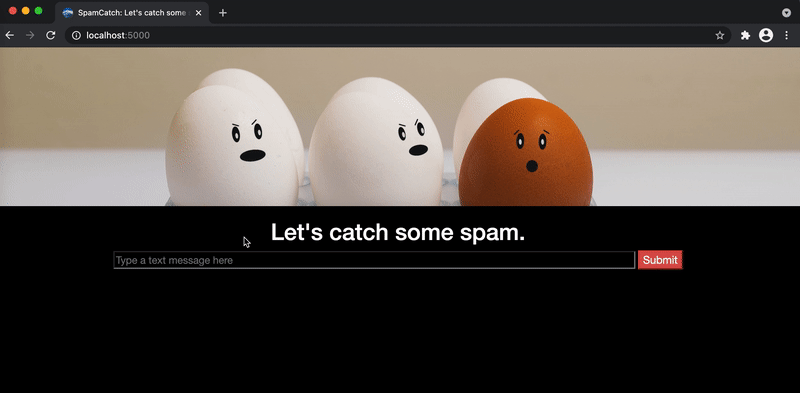 SpamCatch: Let's catch some
localhost:5000
Let's catch some spam.
Type a text message here
Submit